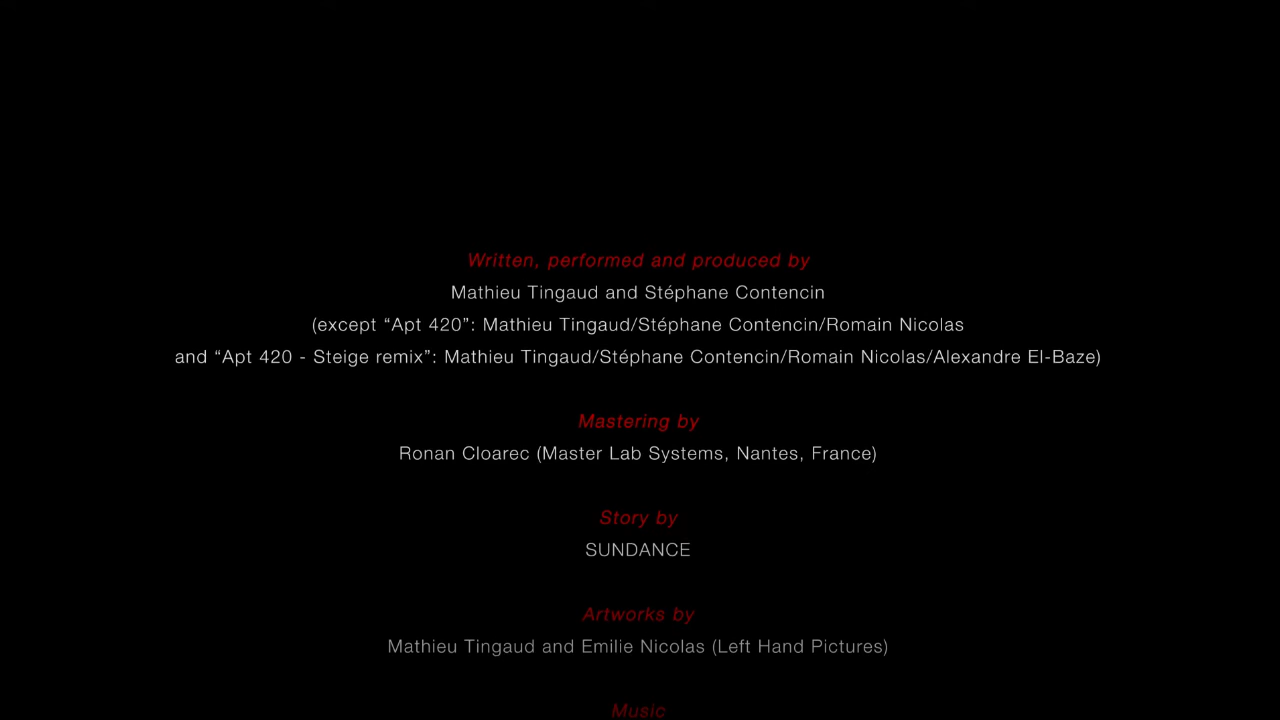 Written, performed and produced by
Mathieu Tingaud and Stéphane Contencin
(except “Apt 420”: Mathieu Tingaud/Stéphane Contencin/Romain Nicolas
and “Apt 420 - Steige remix”: Mathieu Tingaud/Stéphane Contencin/Romain Nicolas/Alexandre El-Baze)
Mastering by
Ronan Cloarec (Master Lab Systems, Nantes, France)
Story by
SUNDANCE
Artworks by
Mathieu Tingaud and Emilie Nicolas (Left Hand Pictures)
Music